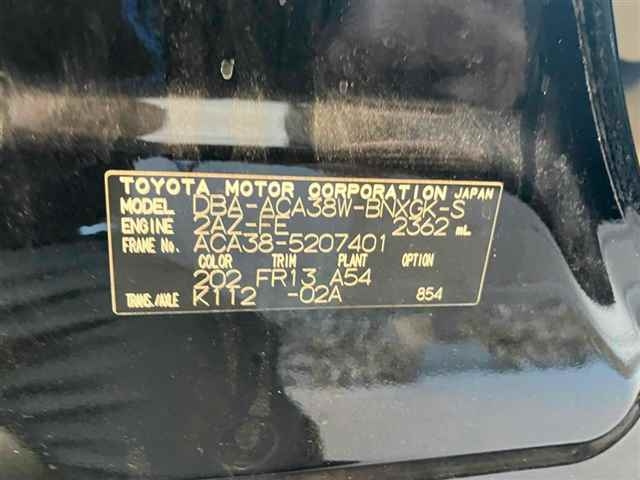 TOYOTA MOTOR CORPORATION JAPAN
MODEL DBA-ACA38W-BNXGK-S
ENGINE 2AZ-FE 2362 mL
FRAME No. ACA38-5207401
COLOR TRIM PLANT OPTION
202 FR13 A54
TRANS./AXLE K112 -02A 854